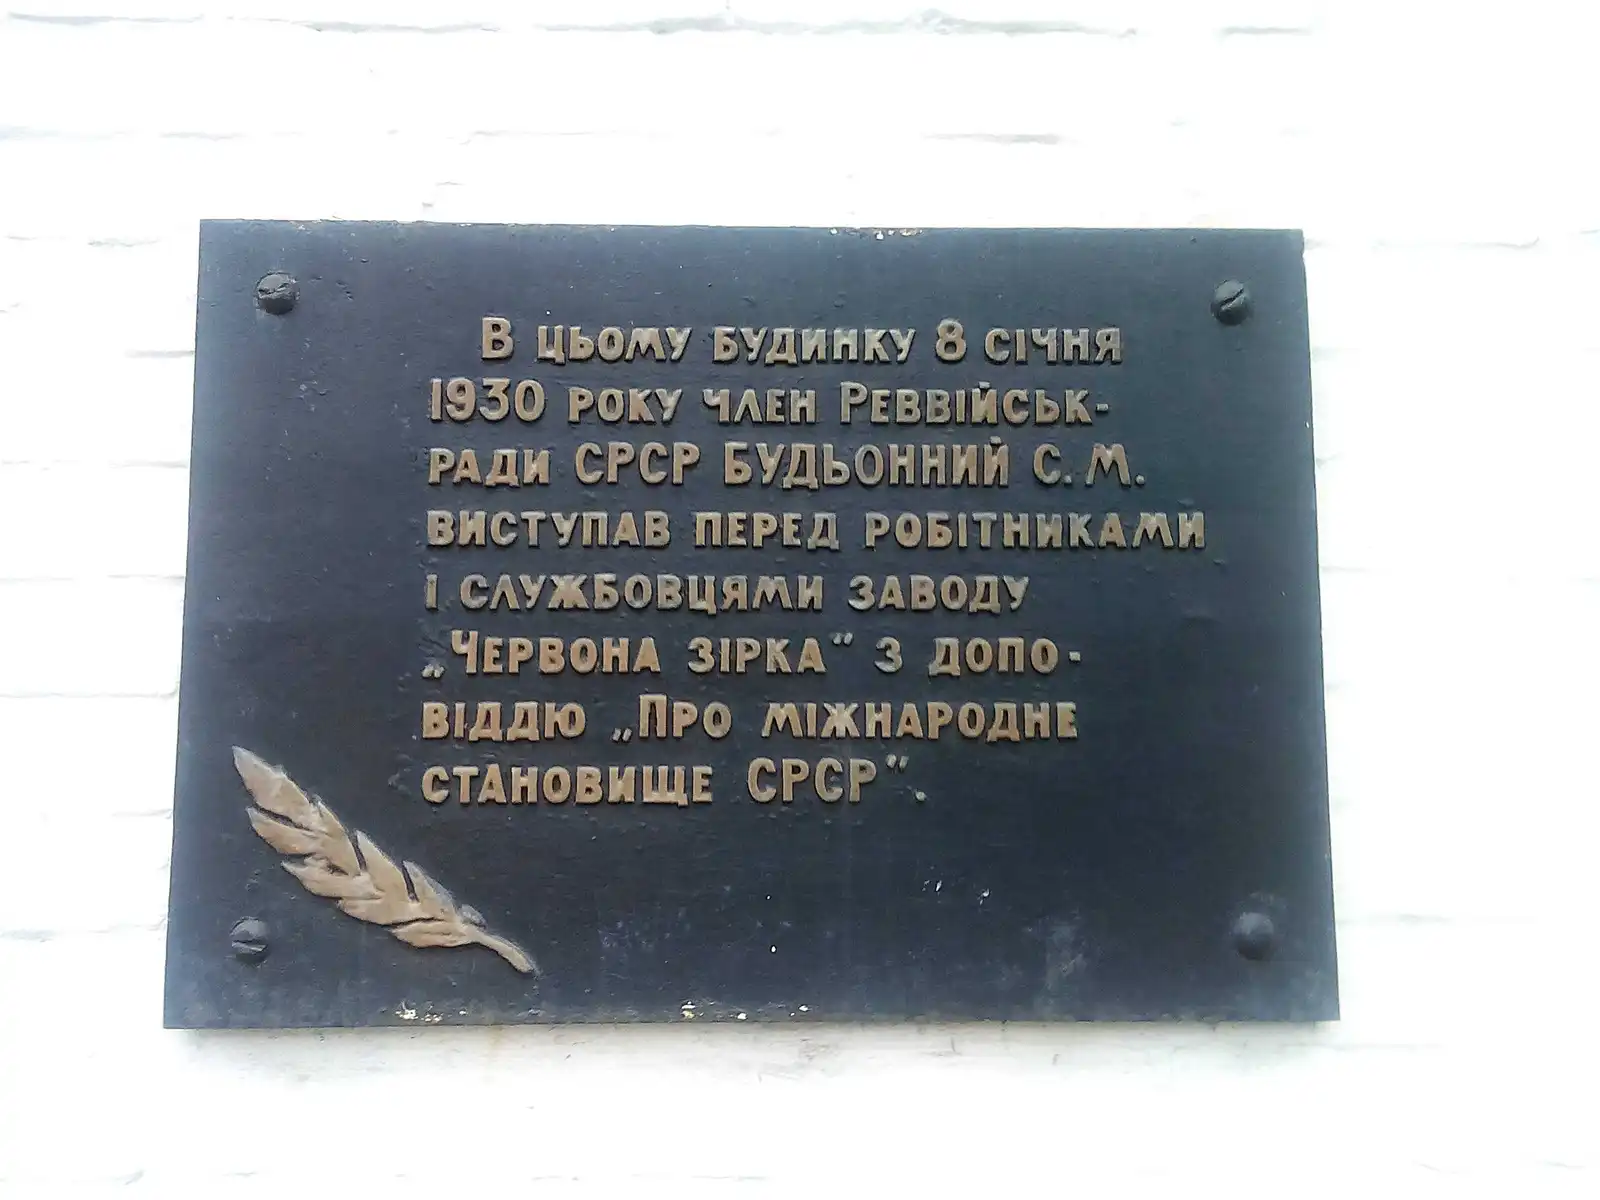 В цьому будинку 8 січня
1930 року член Реввійськ-
ради СРСР Будьонний С.М.
виступав перед робітниками
і службовцями заводу
„Червона зірка" з допо-
віддю „Про міжнародне
становище СРСР".